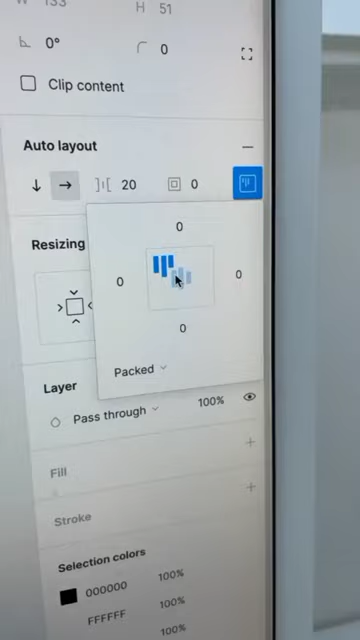 W 133 H 51
0° 0
Clip content
Auto layout
20 0
0
Resizing
0 0
0
Packed
Layer
Pass through 100%
Fill
Stroke
Selection colors
000000 100%
FFFFFF 100%
100%